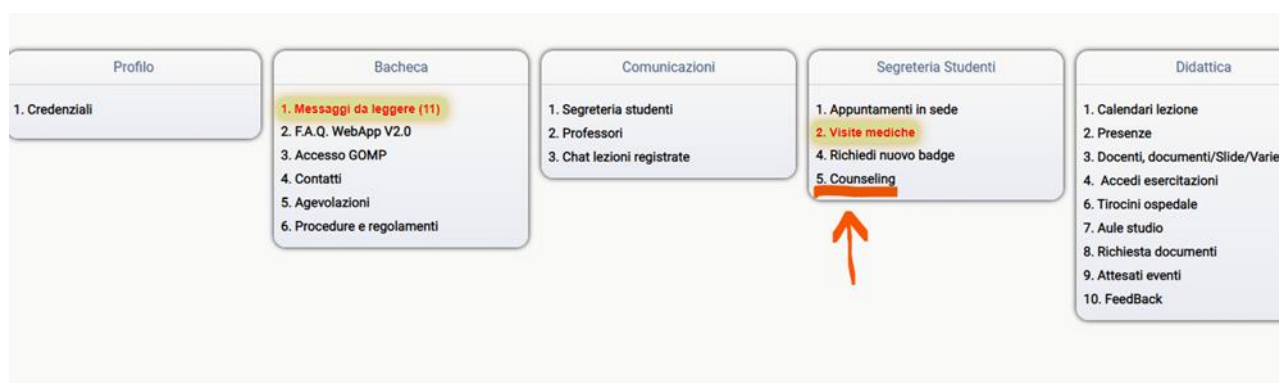 Profilo
1. Credenziali
Bacheca
1. Messaggi da leggere (11)
2. F.A.Q. WebApp V2.0
3. Accesso GOMP
4. Contatti
5. Agevolazioni
6. Procedure e regolamenti
Comunicazioni
1. Segreteria studenti
2. Professori
3. Chat lezioni registrate
Segreteria Studenti
1. Appuntamenti in sede
2. Visite mediche
4. Richiedi nuovo badge
5. Counseling
Didattica
1. Calendari lezione
2. Presenze
3. Docenti, documenti/Slide/Varie
4. Accedi esercitazioni
6. Tirocini ospedale
7. Aule studio
8. Richiesta documenti
9. Attesati eventi
10. FeedBack